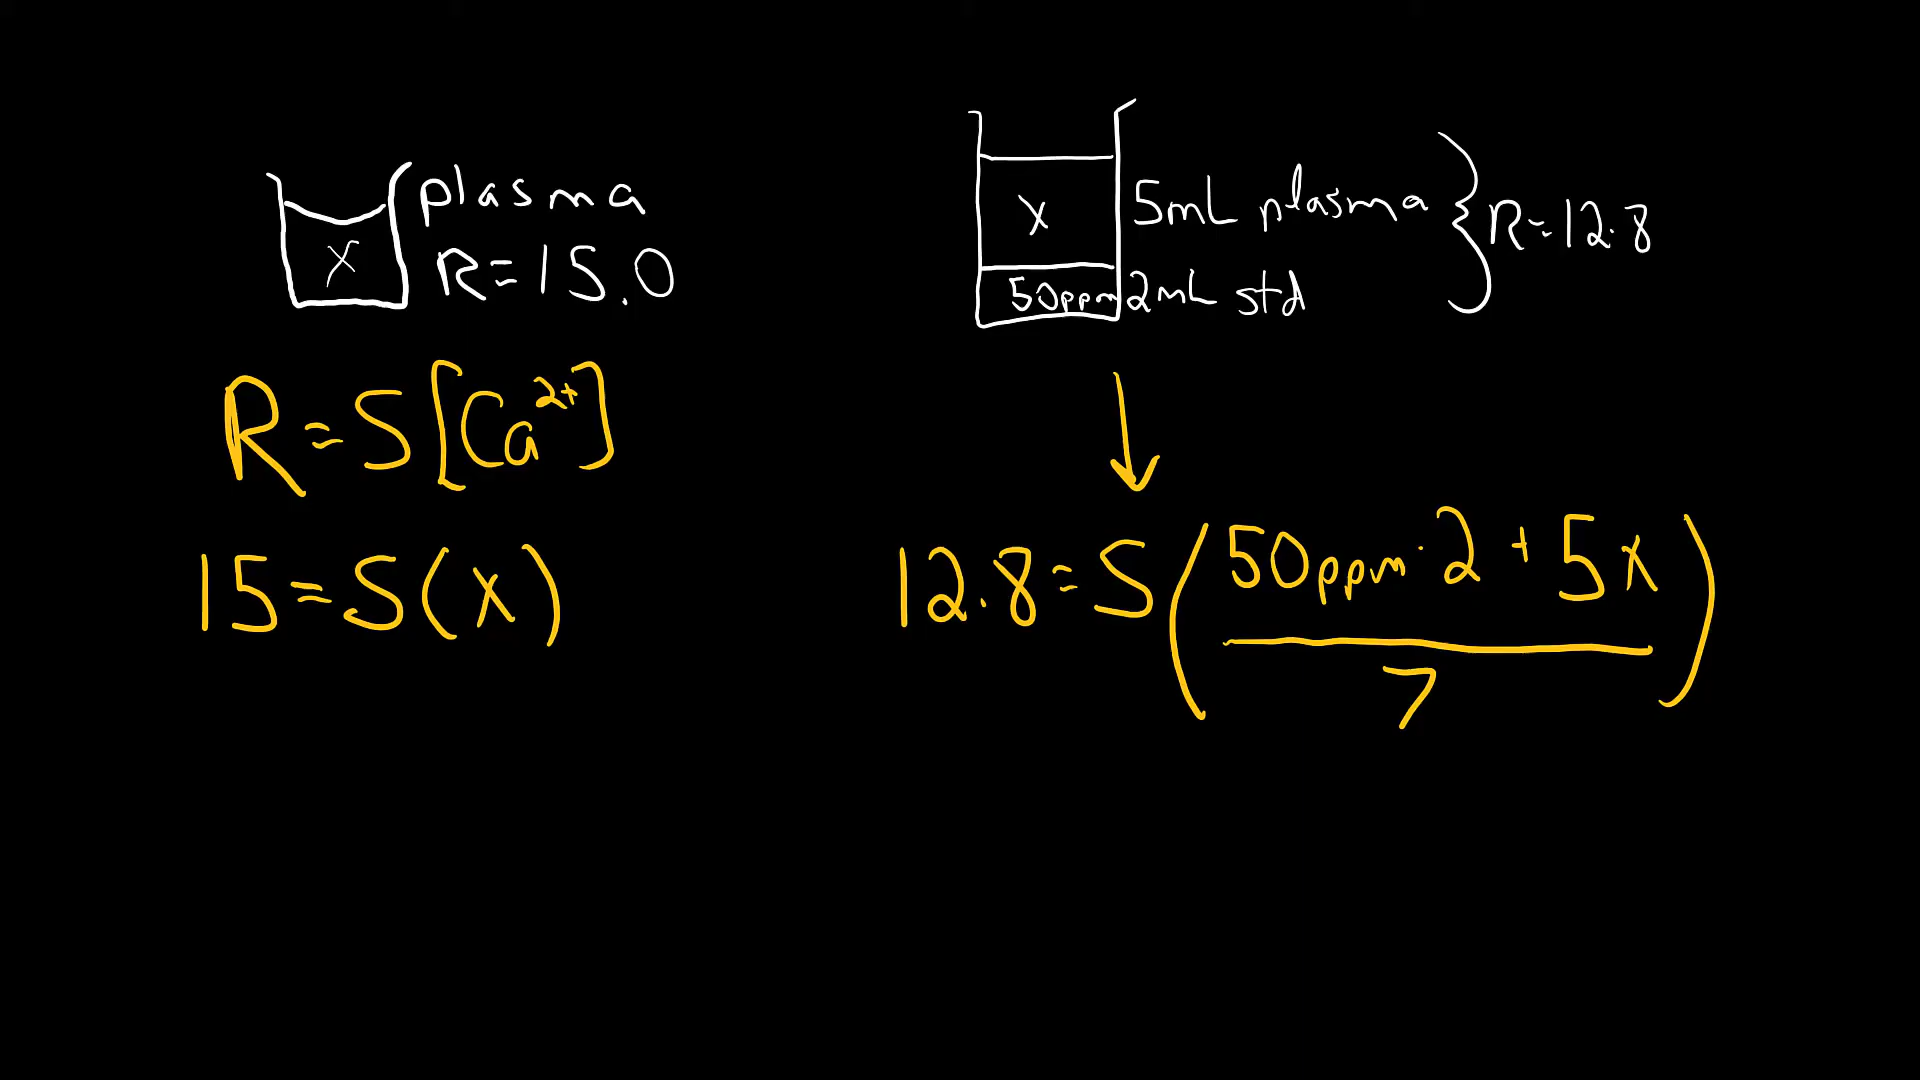 plasma
R=15.0
X
R=S[Ca²⁺]
15=S(x)
X
5mL plasma
R=12.8
50ppm
2mL std
12.8=S(50ppm·2+5x
7)